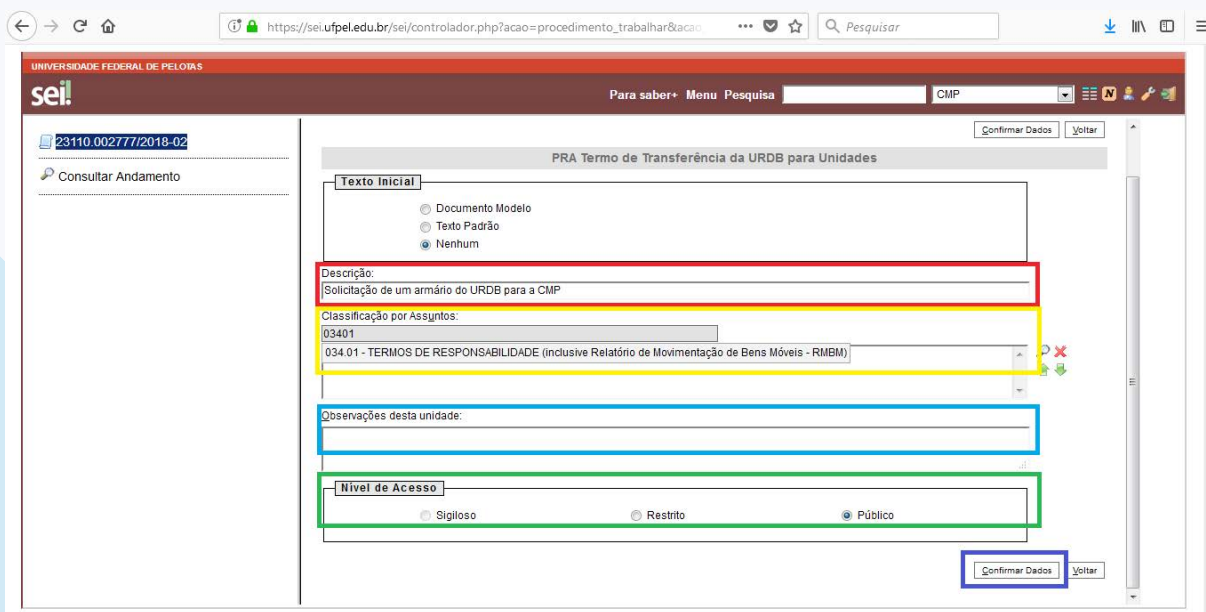 https://sei.ufpel.edu.br/sei/controlador.php?acao=procedimento_trabalhar&acao
Pesquisar
UNIVERSIDADE FEDERAL DE PELOTAS
sei!
Para saber+ Menu Pesquisa
CMP
N
23110.002777/2018-02
Consultar Andamento
Confirmar Dados Voltar
PRA Termo de Transferência da URDB para Unidades
Texto Inicial
Documento Modelo
Texto Padrão
Nenhum
Descrição:
Solicitação de um armário do URDB para a CMP
Classificação por Assuntos:
03401
034.01 - TERMOS DE RESPONSABILIDADE (inclusive Relatório de Movimentação de Bens Móveis - RMBM)
Observações desta unidade:
Nível de Acesso
Sigiloso Restrito Público
Confirmar Dados Voltar